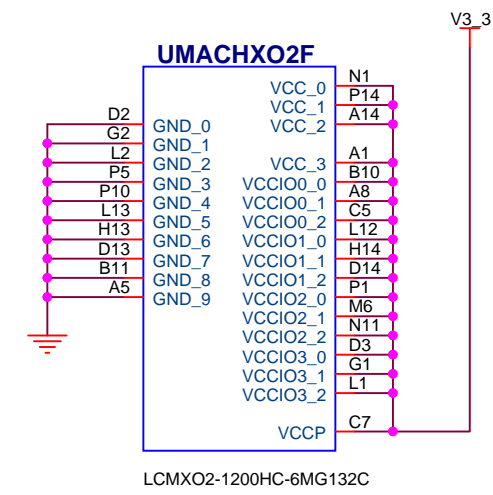 V3_3
UMACHXO2F
N1
VCC_0
P14
VCC_1
A14
VCC_2
D2
GND_0
G2
GND_1
L2
GND_2
A1
VCC_3
P5
GND_3
B10
VCCIO0_0
P10
GND_4
A8
VCCIO0_1
L13
GND_5
C5
VCCIO0_2
H13
GND_6
L12
VCCIO1_0
D13
GND_7
H14
VCCIO1_1
B11
GND_8
D14
VCCIO1_2
A5
GND_9
P1
VCCIO2_0
M6
VCCIO2_1
N11
VCCIO2_2
D3
VCCIO3_0
G1
VCCIO3_1
L1
VCCIO3_2
C7
VCCP
LCMXO2-1200HC-6MG132C